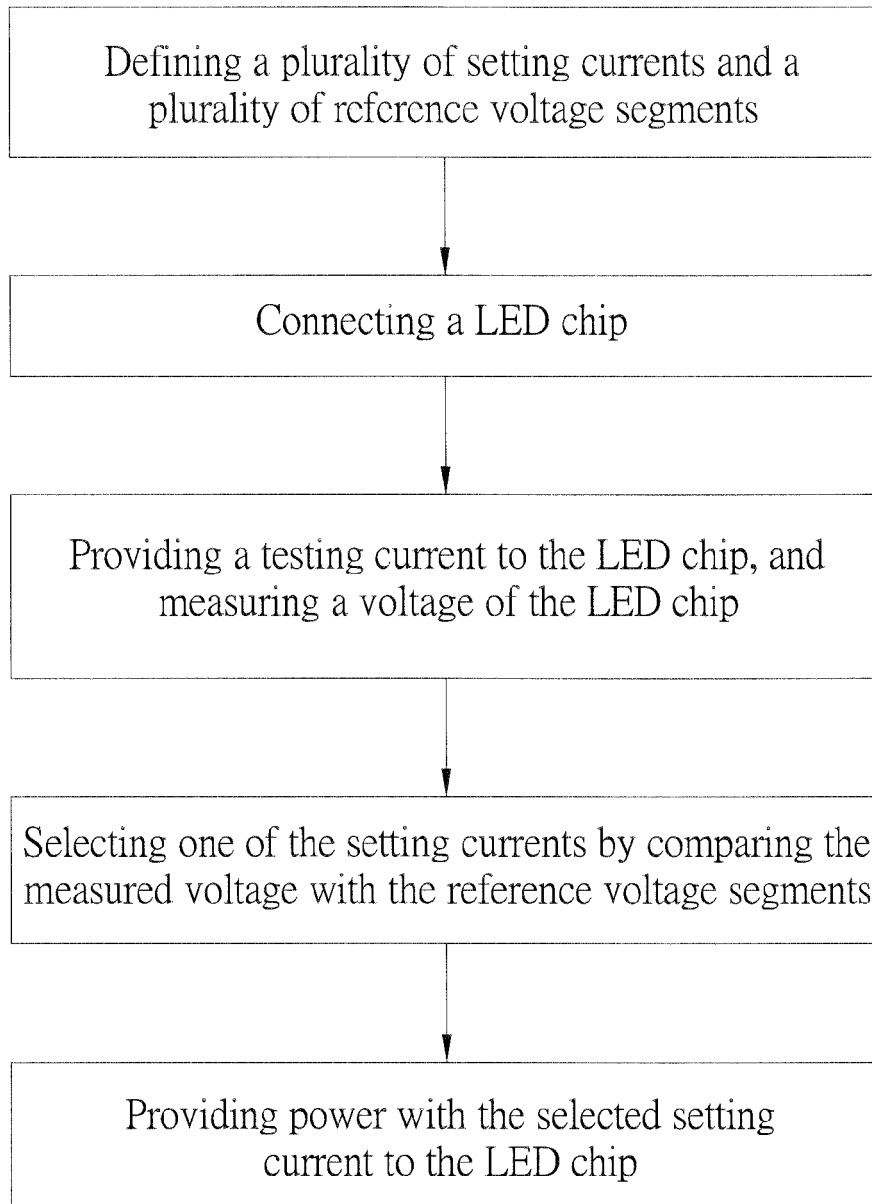 Defining a plurality of setting currents and a
plurality of reference voltage segments
Connecting a LED chip
Providing a testing current to the LED chip, and
measuring a voltage of the LED chip
Selecting one of the setting currents by comparing the
measured voltage with the reference voltage segments
Providing power with the selected setting
current to the LED chip